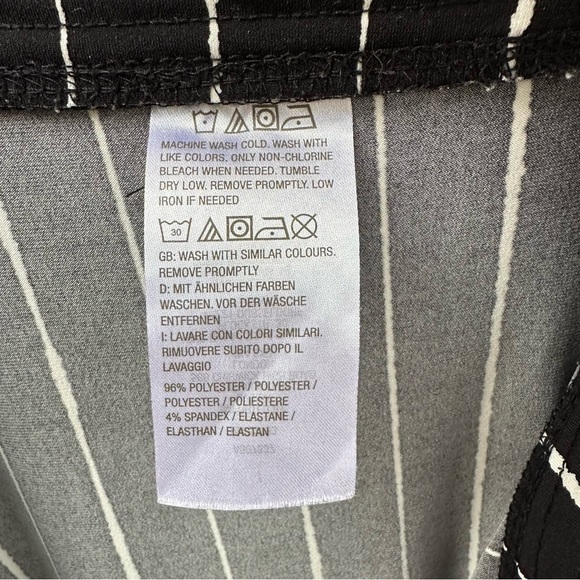 MACHINE WASH COLD. WASH WITH
LIKE COLORS. ONLY NON-CHLORINE
BLEACH WHEN NEEDED. TUMBLE
DRY LOW. REMOVE PROMPTLY. LOW
IRON IF NEEDED
30
GB: WASH WITH SIMILAR COLOURS.
REMOVE PROMPTLY
D: MIT ÄHNLICHEN FARBEN
WASCHEN. VOR DER WÄSCHE
ENTFERNEN
I: LAVARE CON COLORI SIMILARI.
RIMUOVERE SUBITO DOPO IL
LAVAGGIO
96% POLYESTER / POLYESTER /
POLYESTER / POLIESTERE
4% SPANDEX / ELASTANE /
ELASTHAN / ELASTAN